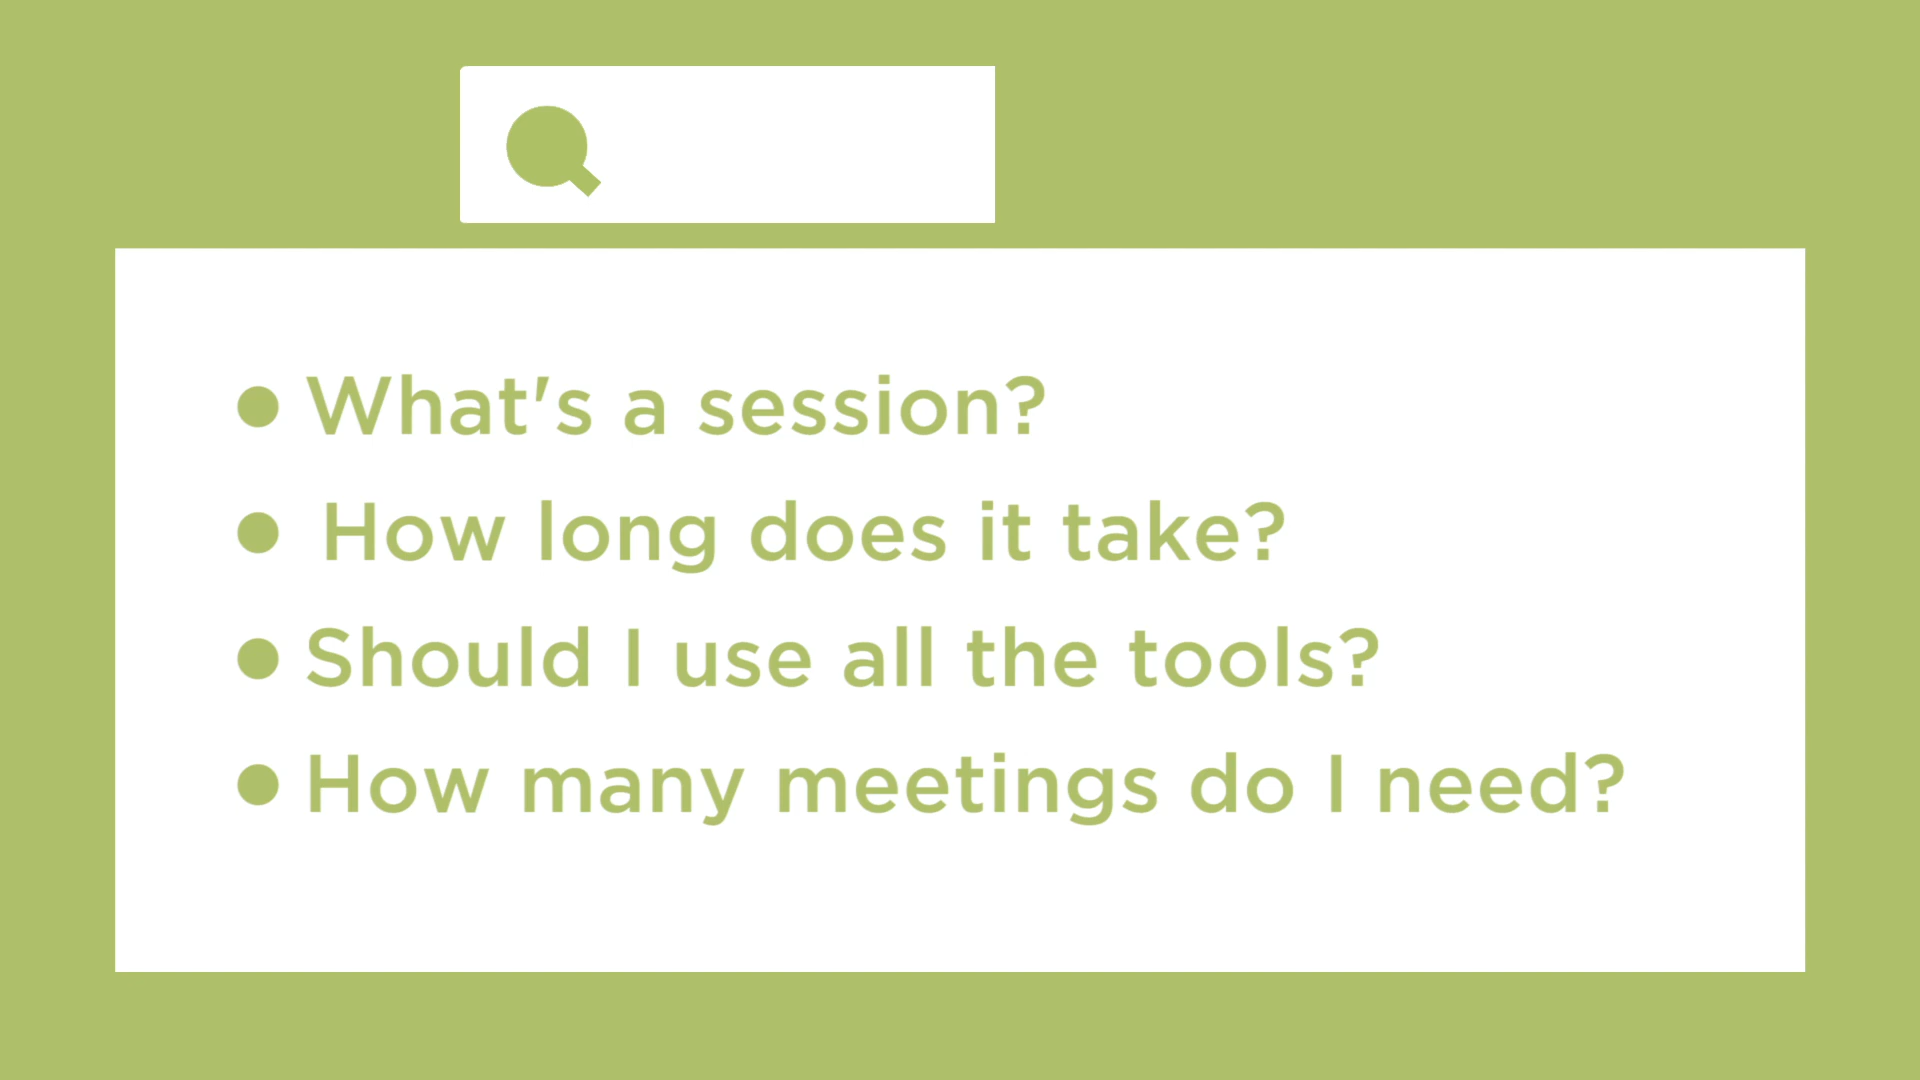 ● What's a session?
● How long does it take?
● Should I use all the tools?
● How many meetings do I need?